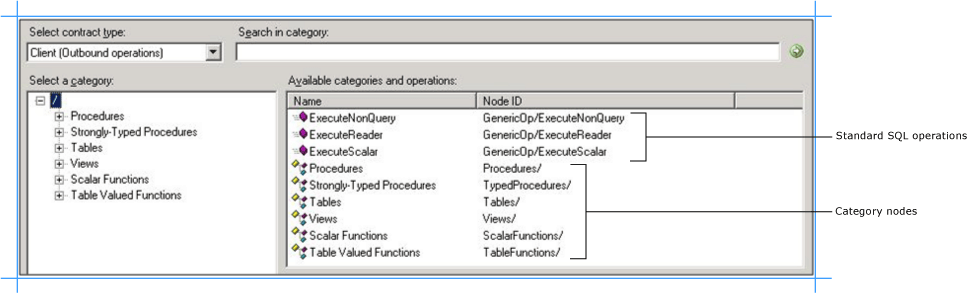 Select contract type:
Search in category:
Client (Outbound operations)
Select a category:
Available categories and operations:
/
Procedures
Strongly-Typed Procedures
Tables
Views
Scalar Functions
Table Valued Functions
Name Node ID
ExecuteNonQuery GenericOp/ExecuteNonQuery
ExecuteReader GenericOp/ExecuteReader
ExecuteScalar GenericOp/ExecuteScalar
Procedures Procedures/
Strongly-Typed Procedures TypedProcedures/
Tables Tables/
Views Views/
Scalar Functions ScalarFunctions/
Table Valued Functions TableFunctions/
Standard SQL operations
Category nodes